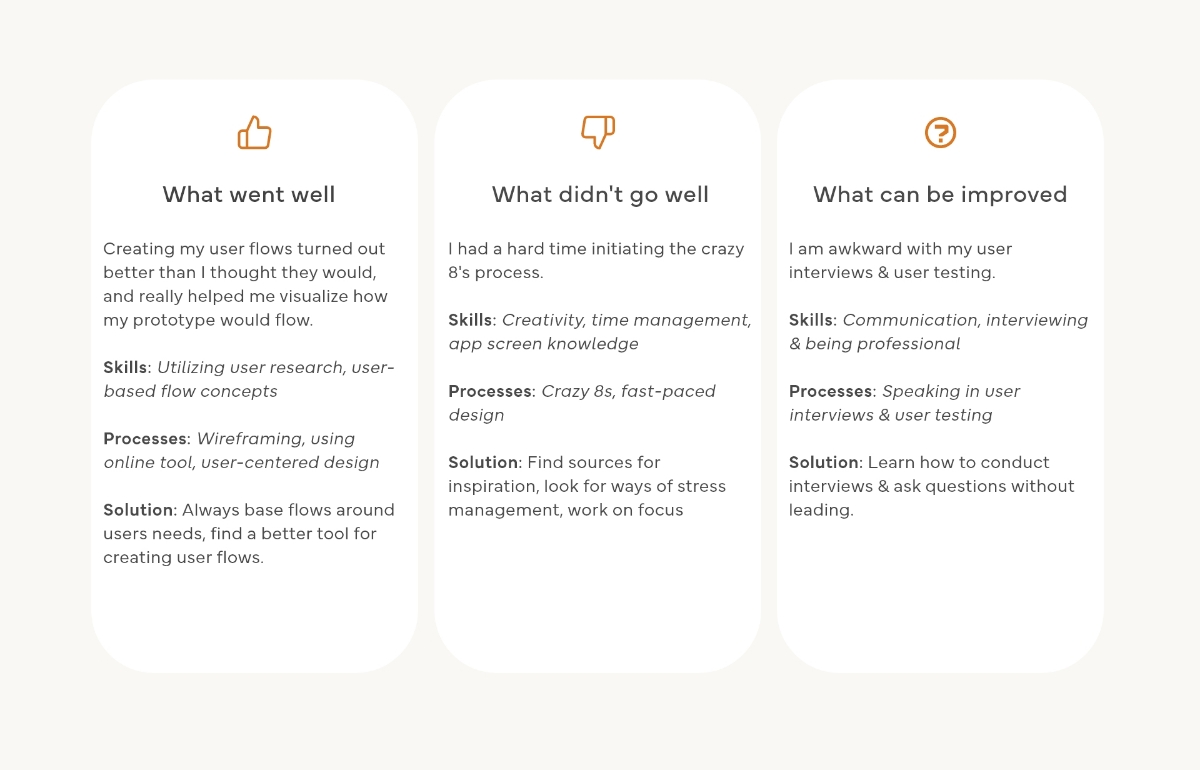 What went well
Creating my user flows turned out
better than I thought they would,
and really helped me visualize how
my prototype would flow.
Skills: Utilizing user research, user-
based flow concepts
Processes: Wireframing, using
online tool, user-centered design
Solution: Always base flows around
users needs, find a better tool for
creating user flows.
What didn't go well
I had a hard time initiating the crazy
8's process.
Skills: Creativity, time management,
app screen knowledge
Processes: Crazy 8s, fast-paced
design
Solution: Find sources for
inspiration, look for ways of stress
management, work on focus
What can be improved
I am awkward with my user
interviews & user testing.
Skills: Communication, interviewing
& being professional
Processes: Speaking in user
interviews & user testing
Solution: Learn how to conduct
interviews & ask questions without
leading.